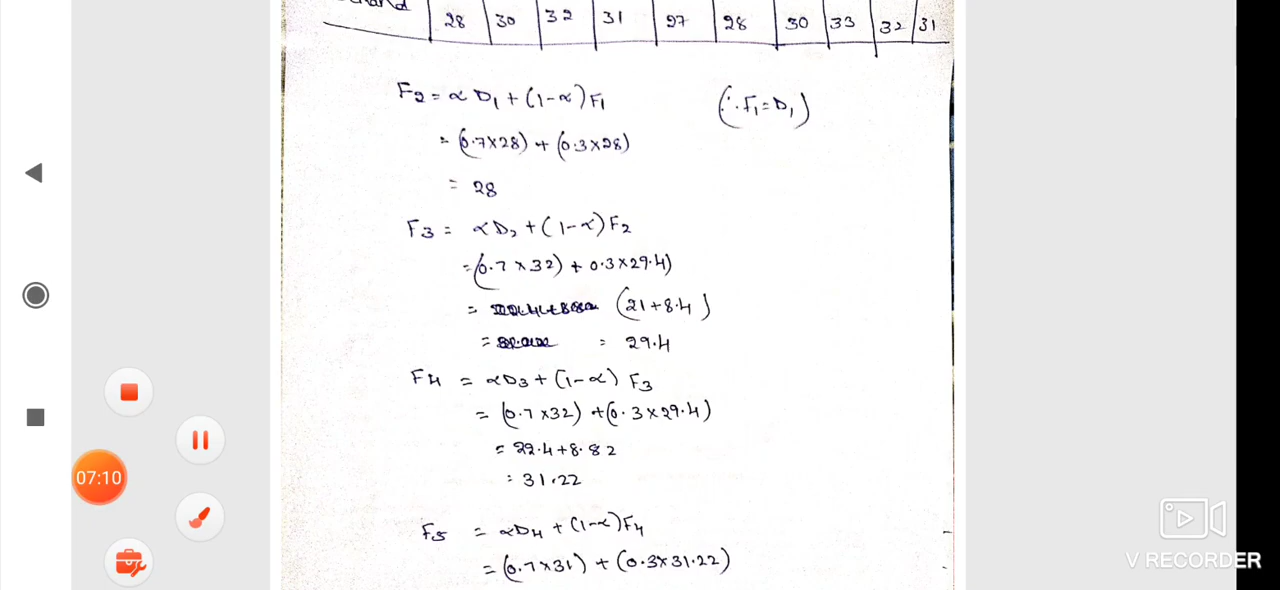 28 30 32 31 27 28 30 33 32 31
F2 = α D1 + (1-α) F1 (∵ F1 = D1)
= (0.7×28) + (0.3×28)
= 28
F3 = αD2 + (1-α) F2
= (0.7 × 32) + 0.3×29.4)
= (21+8.4)
= = 29.4
F4 = αD3 + (1-α) F3
= (0.7 ×32) + (0.3×29.4)
= 22.4+8.82
= 31.22
F5 = αD4 + (1-α)F4
= (0.7×31) + (0.3×31.22)
07:10
V RECORDER